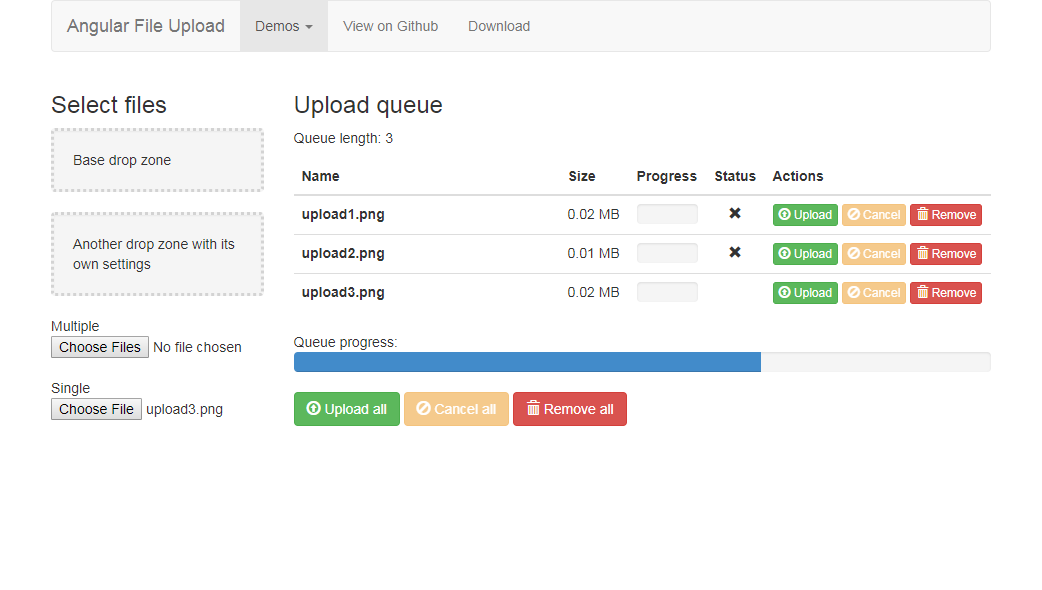 Angular File Upload Demos View on Github Download
Select files
Base drop zone
Another drop zone with its
own settings
Multiple
Choose Files No file chosen
Single
Choose File upload3.png
Upload queue
Queue length: 3
Name Size Progress Status Actions
upload1.png 0.02 MB Upload Cancel Remove
upload2.png 0.01 MB Upload Cancel Remove
upload3.png 0.02 MB Upload Cancel Remove
Queue progress:
Upload all Cancel all Remove all